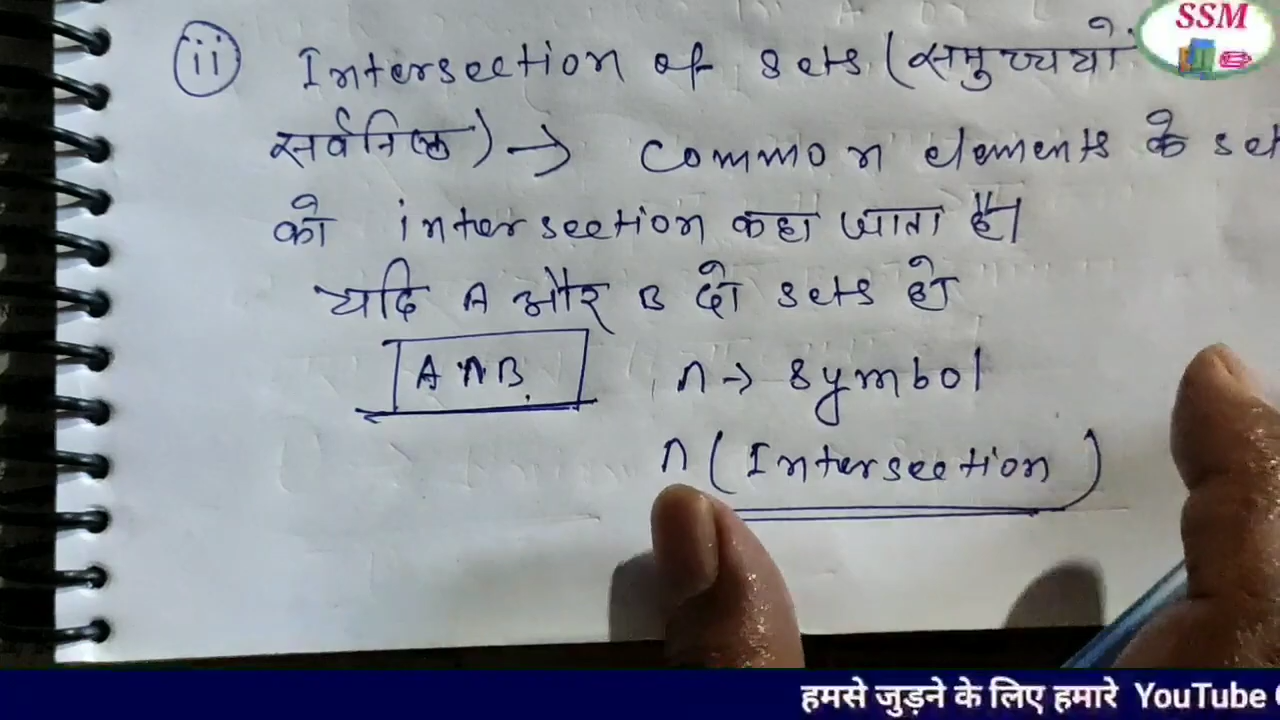 SSM
(ii) Intersection of sets (समुच्चयों
सर्वनिष्ठ) → Common elements के set
को intersection कहा जाता है।
यदि A और B दो sets हो
A ∩ B
∩ → symbol
∩ (Intersection)
हमसे जुड़ने के लिए हमारे YouTube